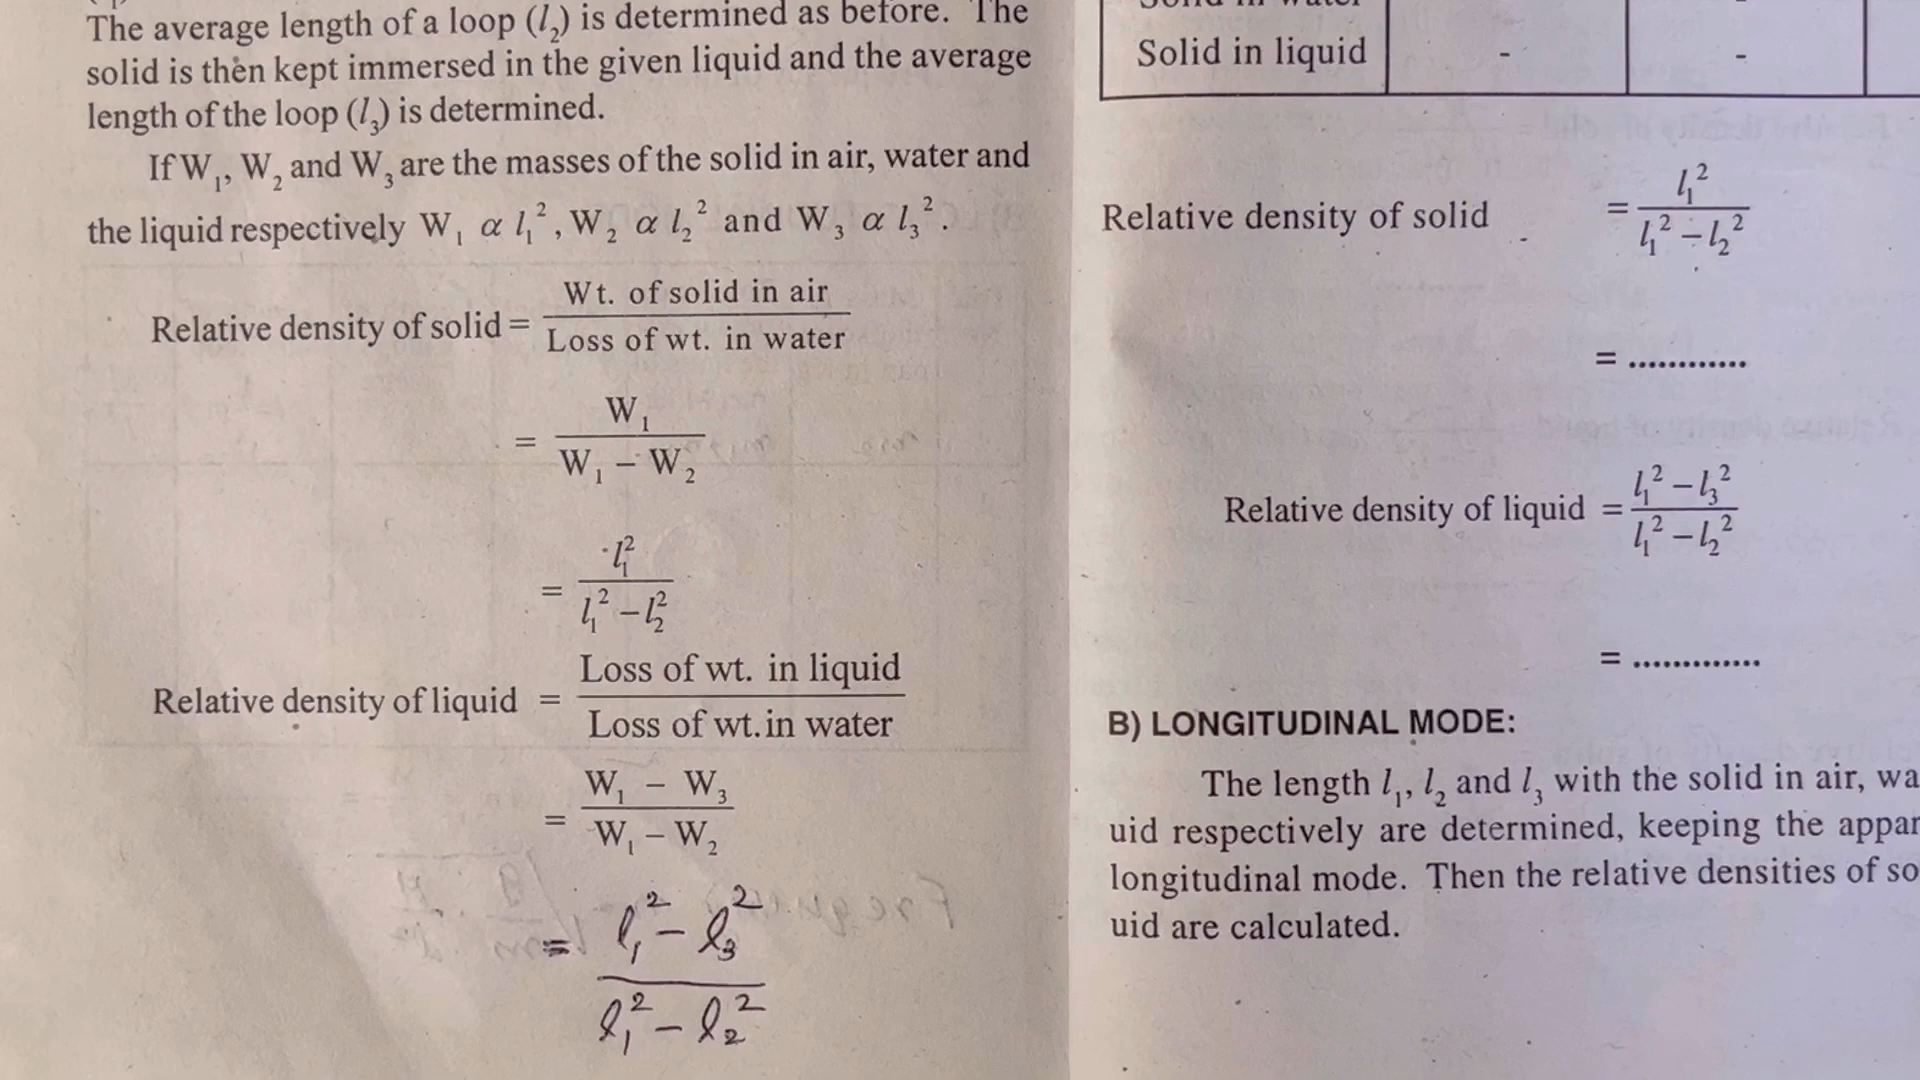 The average length of a loop (l₂) is determined as before. The
solid is then kept immersed in the given liquid and the average
length of the loop (l₃) is determined.
If W₁, W₂ and W₃ are the masses of the solid in air, water and
the liquid respectively W₁ α l₁², W₂ α l₂² and W₃ α l₃².
Relative density of solid = Wt. of solid in air / Loss of wt. in water
= W₁ / W₁ − W₂
= l₁² / l₁² − l₂²
Relative density of liquid = Loss of wt. in liquid / Loss of wt. in water
= W₁ − W₃ / W₁ − W₂
= l₁² − l₃² / l₁² − l₂²
Solid in water
Solid in liquid - -
Relative density of solid = l₁² / l₁² − l₂²
= ............
Relative density of liquid = l₁² − l₃² / l₁² − l₂²
= .............
B) LONGITUDINAL MODE:
The length l₁, l₂ and l₃ with the solid in air, wa
uid respectively are determined, keeping the appar
longitudinal mode. Then the relative densities of so
uid are calculated.